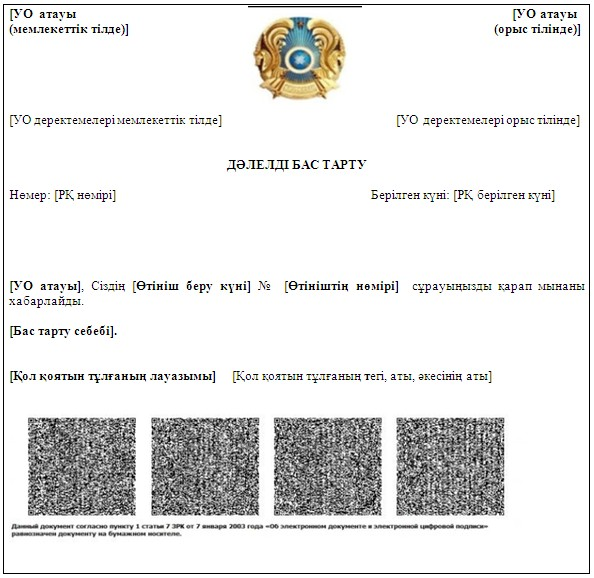 [УО атауы [УО атауы
(мемлекеттік тілде)] (орыс тілінде)]
[УО деректемелері мемлекеттік тілде] [УО деректемелері орыс тілінде]
ДӘЛЕЛДІ БАС ТАРТУ
Нөмер: [РҚ нөмірі] Берілген күні: [РҚ берілген күні]
[УО атауы], Сіздің [Өтініш беру күні] № [Өтініштің нөмірі] сұрауыңызды қарап мынаны
хабарлайды.
[Бас тарту себебі].
[Қол қоятын тұлғаның лауазымы] [Қол қоятын тұлғаның тегі, аты, әкесінің аты]
Данный документ согласно пункту 1 статьи 7 ЗРК от 7 января 2003 года «Об электронном документе и электронной цифровой подписи»
равнозначен документу на бумажном носителе.